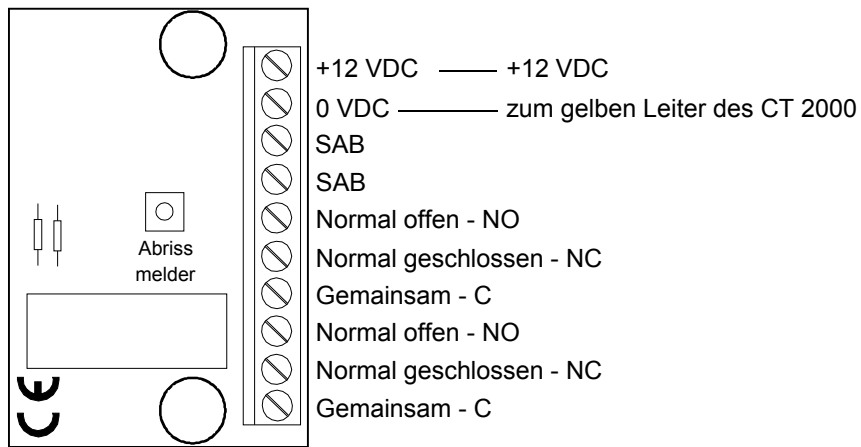 +12 VDC +12 VDC
0 VDC zum gelben Leiter des CT 2000
SAB
SAB
Normal offen - NO
Abriss
melder
Normal geschlossen - NC
Gemainsam - C
Normal offen - NO
Normal geschlossen - NC
Gemainsam - C
CE